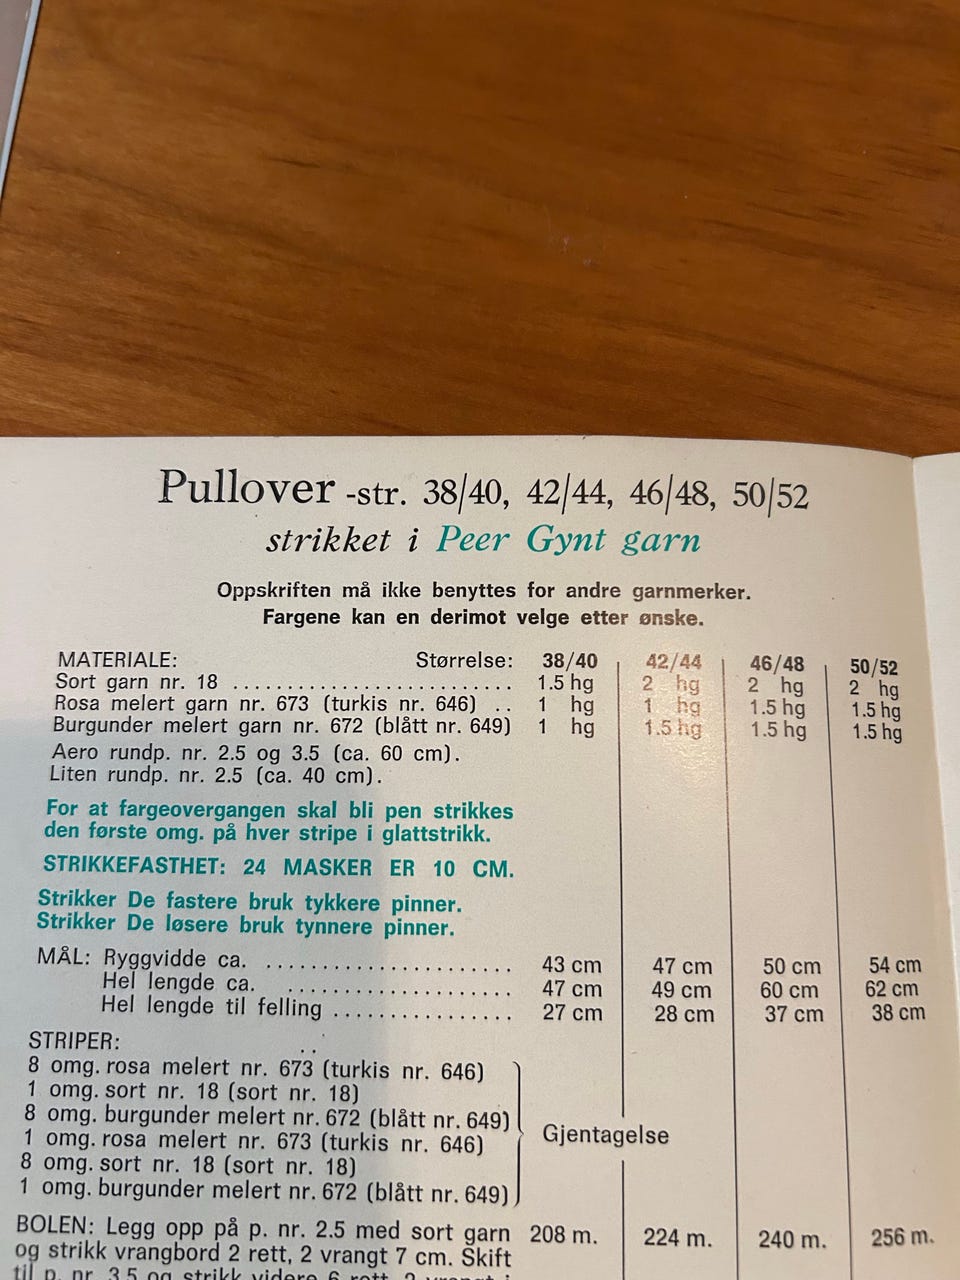 Pullover -str. 38/40, 42/44, 46/48, 50/52
strikket i Peer Gynt garn
Oppskriften må ikke benyttes for andre garnmerker.
Fargene kan en derimot velge etter ønske.
MATERIALE: Størrelse: 38/40 42/44 46/48 50/52
Sort garn nr. 18 ............................ 1.5 hg 2 hg 2 hg 2 hg
Rosa melert garn nr. 673 (turkis nr. 646) .. 1 hg 1 hg 1.5 hg 1.5 hg
Burgunder melert garn nr. 672 (blått nr. 649) 1 hg 1.5 hg 1.5 hg 1.5 hg
Aero rundp. nr. 2.5 og 3.5 (ca. 60 cm).
Liten rundp. nr. 2.5 (ca. 40 cm).
For at fargeovergangen skal bli pen strikkes
den første omg. på hver stripe i glattstrikk.
STRIKKEFASTHET: 24 MASKER ER 10 CM.
Strikker De fastere bruk tykkere pinner.
Strikker De løsere bruk tynnere pinner.
MÅL: Ryggvidde ca. ....................... 43 cm 47 cm 50 cm 54 cm
Hel lengde ca. ..................... 47 cm 49 cm 60 cm 62 cm
Hel lengde til felling ................ 27 cm 28 cm 37 cm 38 cm
STRIPER:
8 omg. rosa melert nr. 673 (turkis nr. 646)
1 omg. sort nr. 18 (sort nr. 18)
8 omg. burgunder melert nr. 672 (blått nr. 649)
1 omg. rosa melert nr. 673 (turkis nr. 646) Gjentagelse
8 omg. sort nr. 18 (sort nr. 18)
1 omg. burgunder melert nr. 672 (blått nr. 649)
BOLEN: Legg opp på p. nr. 2.5 med sort garn 208 m. 224 m. 240 m. 256 m.
og strikk vrangbord 2 rett, 2 vrangt 7 cm. Skift
til p. nr. 3.5 og strikk videre 6 rett, 2 vrangt i